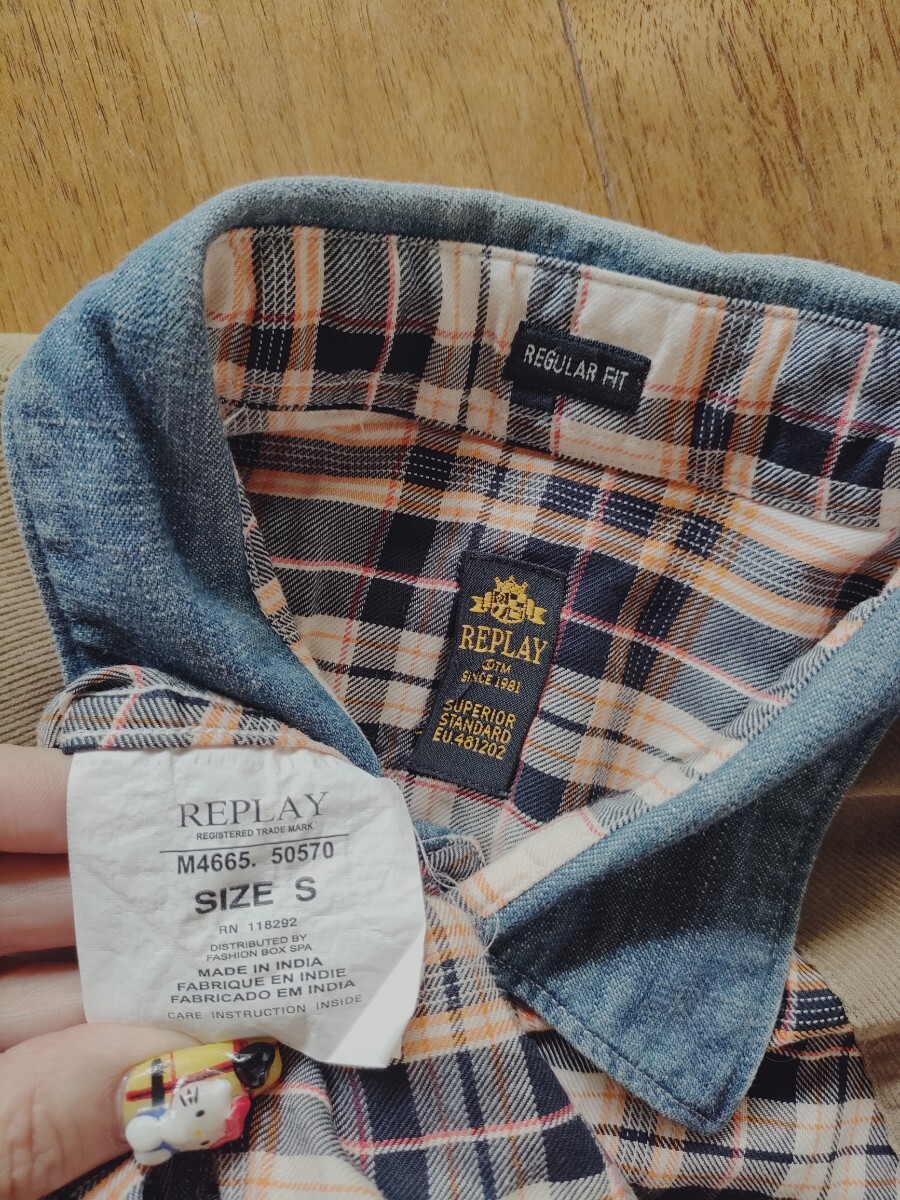 REGULAR FIT
REPLAY
DTM
SINCE 1981
SUPERIOR
STANDARD
EU.481202
REPLAY
REGISTERED TRADE MARK
M4665. 50570
SIZE S
RN 118292
DISTRIBUTED BY
FASHION BOX SPA
MADE IN INDIA
FABRIQUE EN INDIE
FABRICADO EM INDIA
CARE INSTRUCTION INSIDE